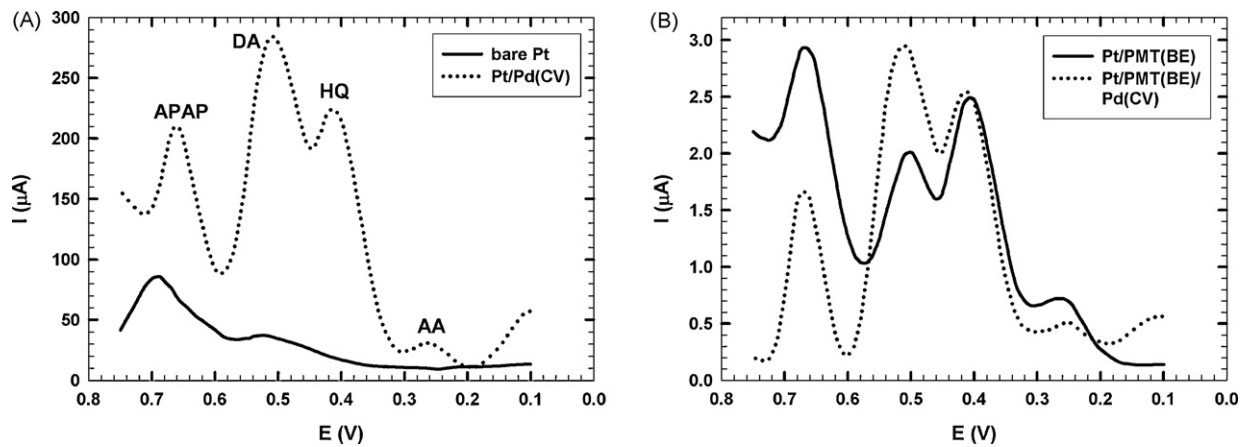 (A)
300
250
200
150
100
50
0
I (μA)
0.8 0.7 0.6 0.5 0.4 0.3 0.2 0.1 0.0
E (V)
APAP
DA
HQ
AA
bare Pt
Pt/Pd(CV)
(B)
3.0
2.5
2.0
1.5
1.0
0.5
0.0
I (μA)
0.8 0.7 0.6 0.5 0.4 0.3 0.2 0.1 0.0
E (V)
Pt/PMT(BE)
Pt/PMT(BE)/
Pd(CV)